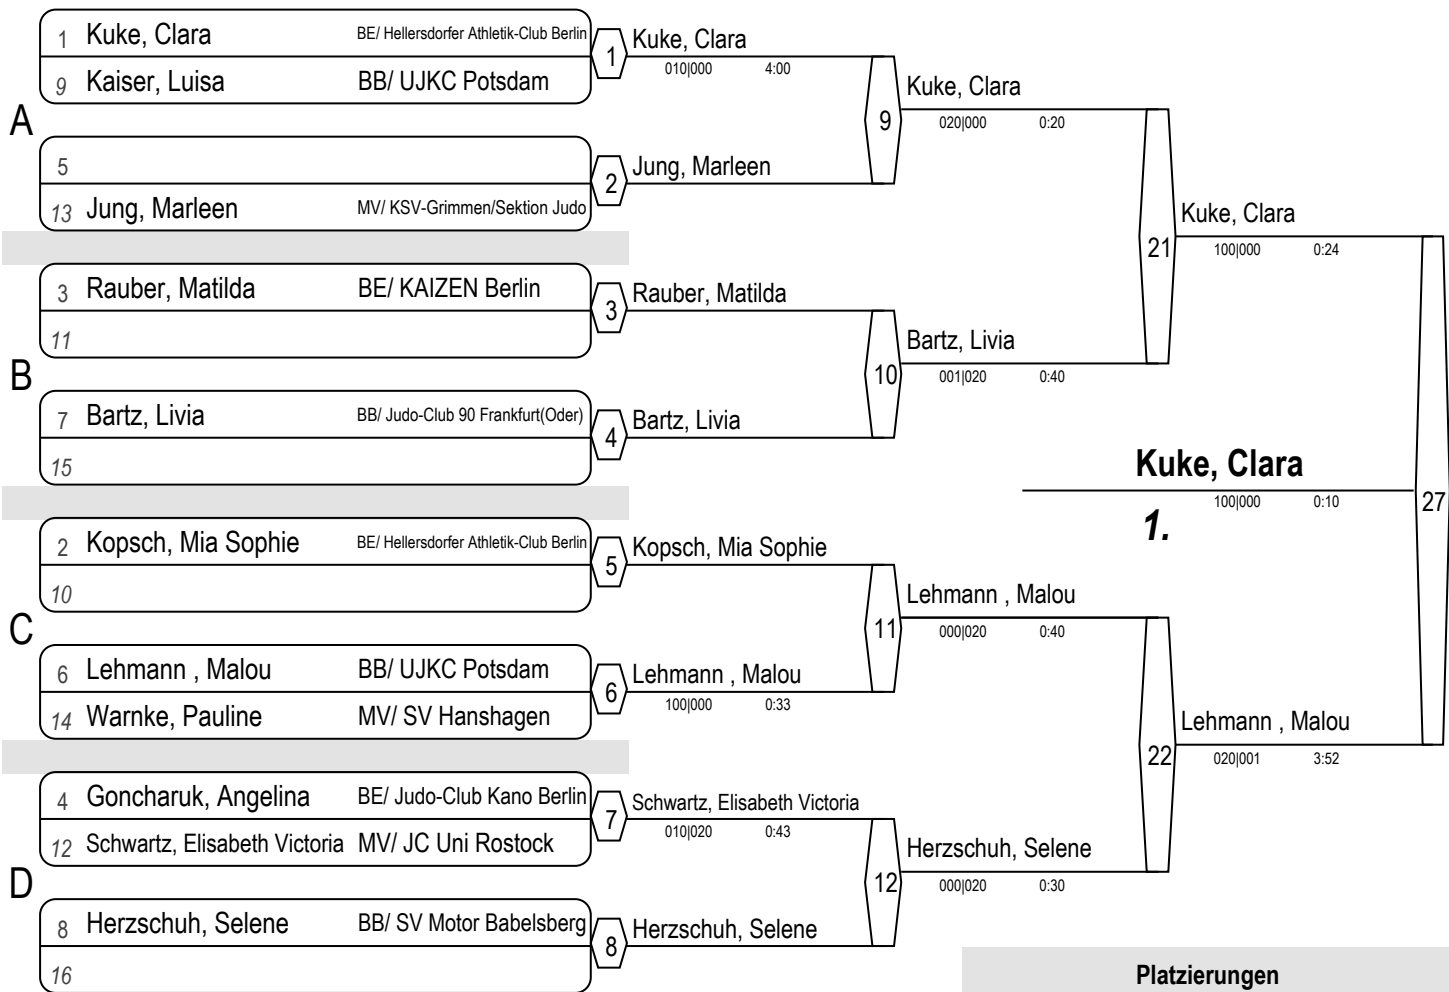 1 Kuke, Clara BE/ Hellersdorfer Athletik-Club Berlin
9 Kaiser, Luisa BB/ UJKC Potsdam
1
Kuke, Clara
010|000 4:00
A
5
13 Jung, Marleen MV/ KSV-Grimmen/Sektion Judo
2
Jung, Marleen
9
Kuke, Clara
020|000 0:20
3 Rauber, Matilda BE/ KAIZEN Berlin
11
3
Rauber, Matilda
B
7 Bartz, Livia BB/ Judo-Club 90 Frankfurt(Oder)
15
4
Bartz, Livia
10
Bartz, Livia
001|020 0:40
21
Kuke, Clara
100|000 0:24
2 Kopsch, Mia Sophie BE/ Hellersdorfer Athletik-Club Berlin
10
5
Kopsch, Mia Sophie
C
6 Lehmann , Malou BB/ UJKC Potsdam
14 Warnke, Pauline MV/ SV Hanshagen
6
Lehmann , Malou
100|000 0:33
11
Lehmann , Malou
000|020 0:40
4 Goncharuk, Angelina BE/ Judo-Club Kano Berlin
12 Schwartz, Elisabeth Victoria MV/ JC Uni Rostock
7
Schwartz, Elisabeth Victoria
010|020 0:43
D
8 Herzschuh, Selene BB/ SV Motor Babelsberg
16
8
Herzschuh, Selene
12
Herzschuh, Selene
000|020 0:30
22
Lehmann , Malou
020|001 3:52
27
Kuke, Clara
100|000 0:10
1.
Platzierungen